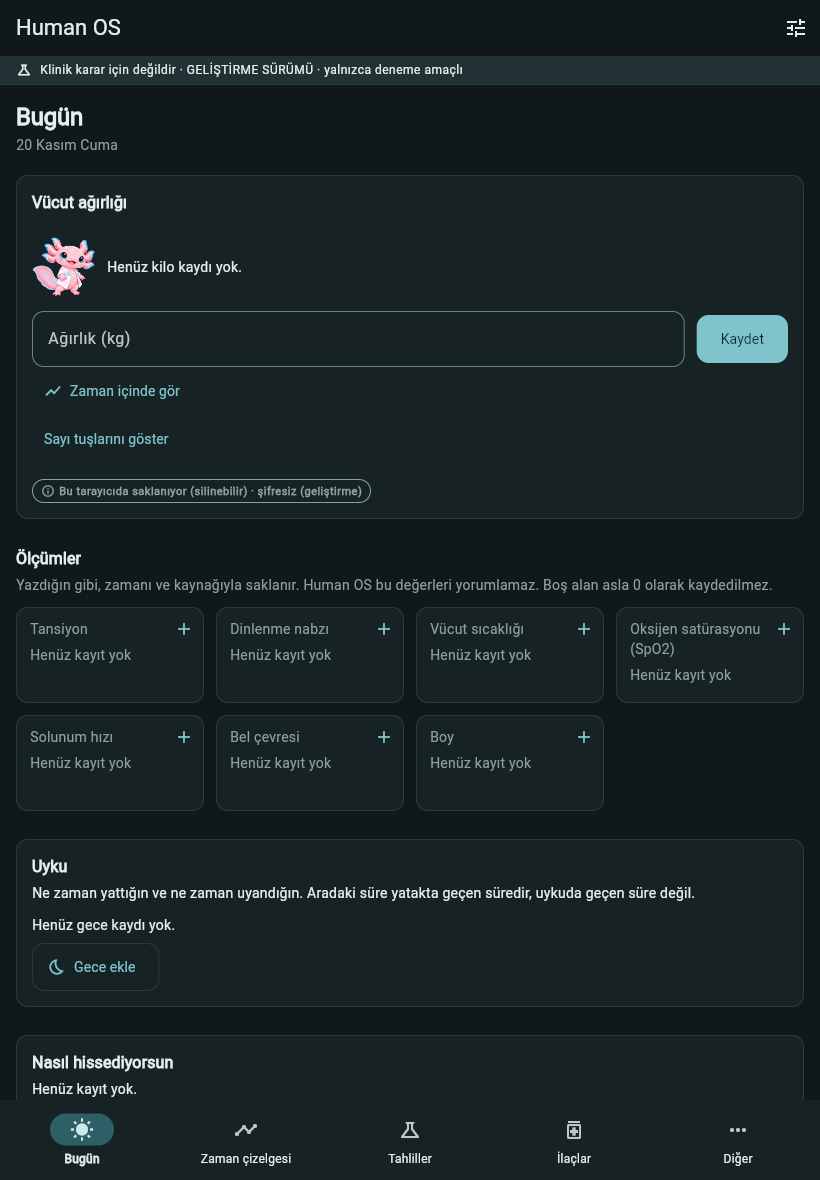 Human OS
Klinik karar için değildir · GELİŞTİRME SÜRÜMÜ · yalnızca deneme amaçlı
Bugün
20 Kasım Cuma
Vücut ağırlığı
Henüz kilo kaydı yok.
Ağırlık (kg)
Kaydet
Zaman içinde gör
Sayı tuşlarını göster
Bu tarayıcıda saklanıyor (silinebilir) · şifresiz (geliştirme)
Ölçümler
Yazdığın gibi, zamanı ve kaynağıyla saklanır. Human OS bu değerleri yorumlamaz. Boş alan asla 0 olarak kaydedilmez.
Tansiyon
Henüz kayıt yok
Dinlenme nabzı
Henüz kayıt yok
Vücut sıcaklığı
Henüz kayıt yok
Oksijen satürasyonu
(SpO2)
Henüz kayıt yok
Solunum hızı
Henüz kayıt yok
Bel çevresi
Henüz kayıt yok
Boy
Henüz kayıt yok
Uyku
Ne zaman yattığın ve ne zaman uyandığın. Aradaki süre yatakta geçen süredir, uykuda geçen süre değil.
Henüz gece kaydı yok.
Gece ekle
Nasıl hissediyorsun
Henüz kayıt yok.
Bugün
Zaman çizelgesi
Tahliller
İlaçlar
Diğer